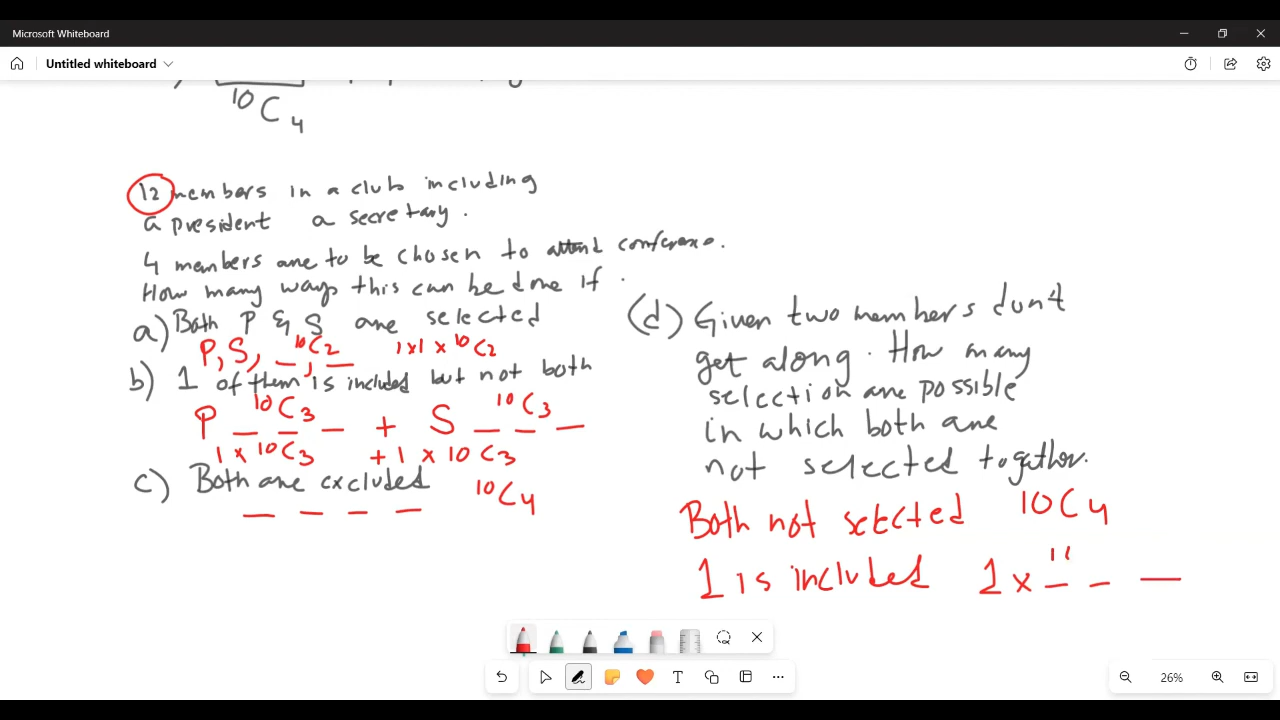 Microsoft Whiteboard
Untitled whiteboard
10C4
12 members in a club including
a president a secretary.
4 members are to be chosen to attend conference.
How many ways this can be done if
a) Both P & S are selected
P, S, _, _ 10C2 1x1 x 10C2
b) 1 of them is included but not both
P _ _ _ 10C3 + S _ _ _ 10C3
1 x 10C3 + 1 x 10C3
c) Both are excluded 10C4
_ _ _ _
(d) Given two members don't
get along. How many
selection are possible
in which both are
not selected together.
Both not selected 10C4
1 is included 1 x _ _ _
26%